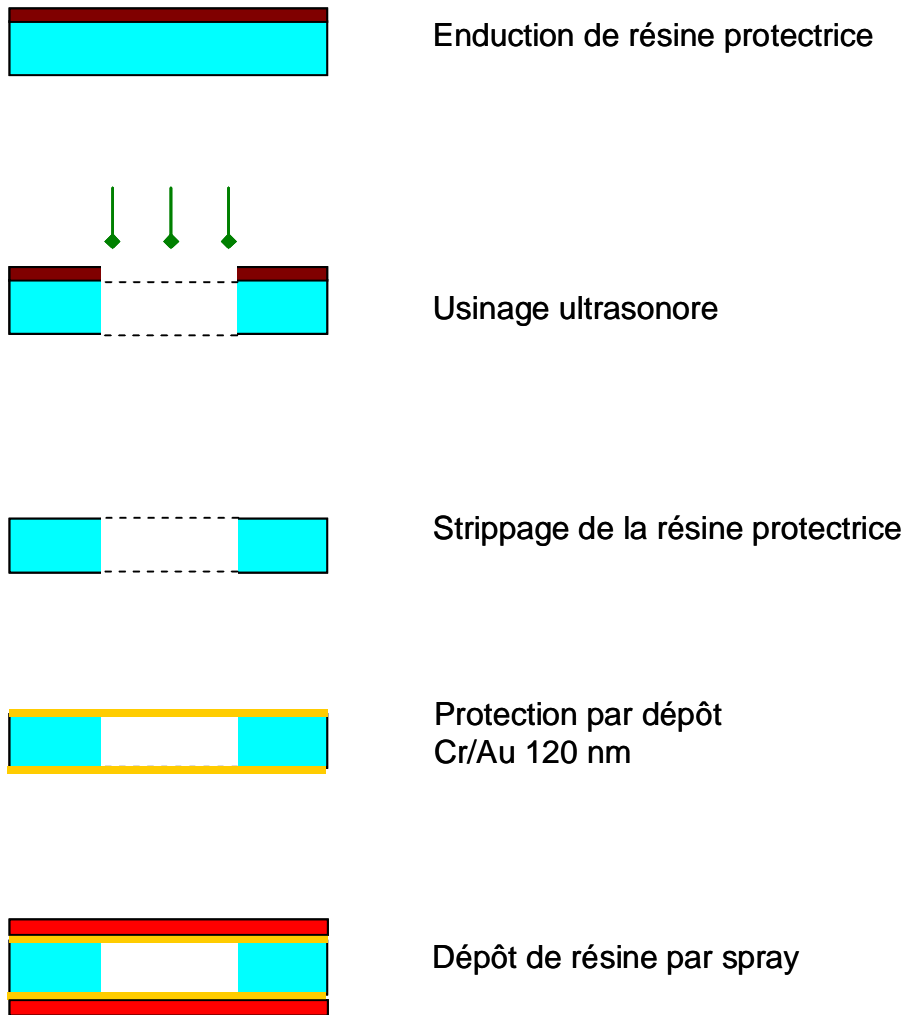 Enduction de résine protectrice
Usinage ultrasonore
Strippage de la résine protectrice
Protection par dépôt
Cr/Au 120 nm
Dépôt de résine par spray